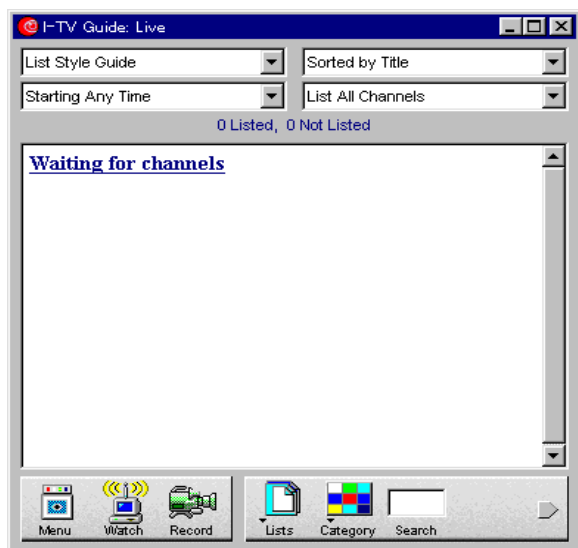 I-TV Guide: Live
List Style Guide
Sorted by Title
Starting Any Time
List All Channels
0 Listed, 0 Not Listed
Waiting for channels
Menu
Watch
Record
Lists
Category
Search